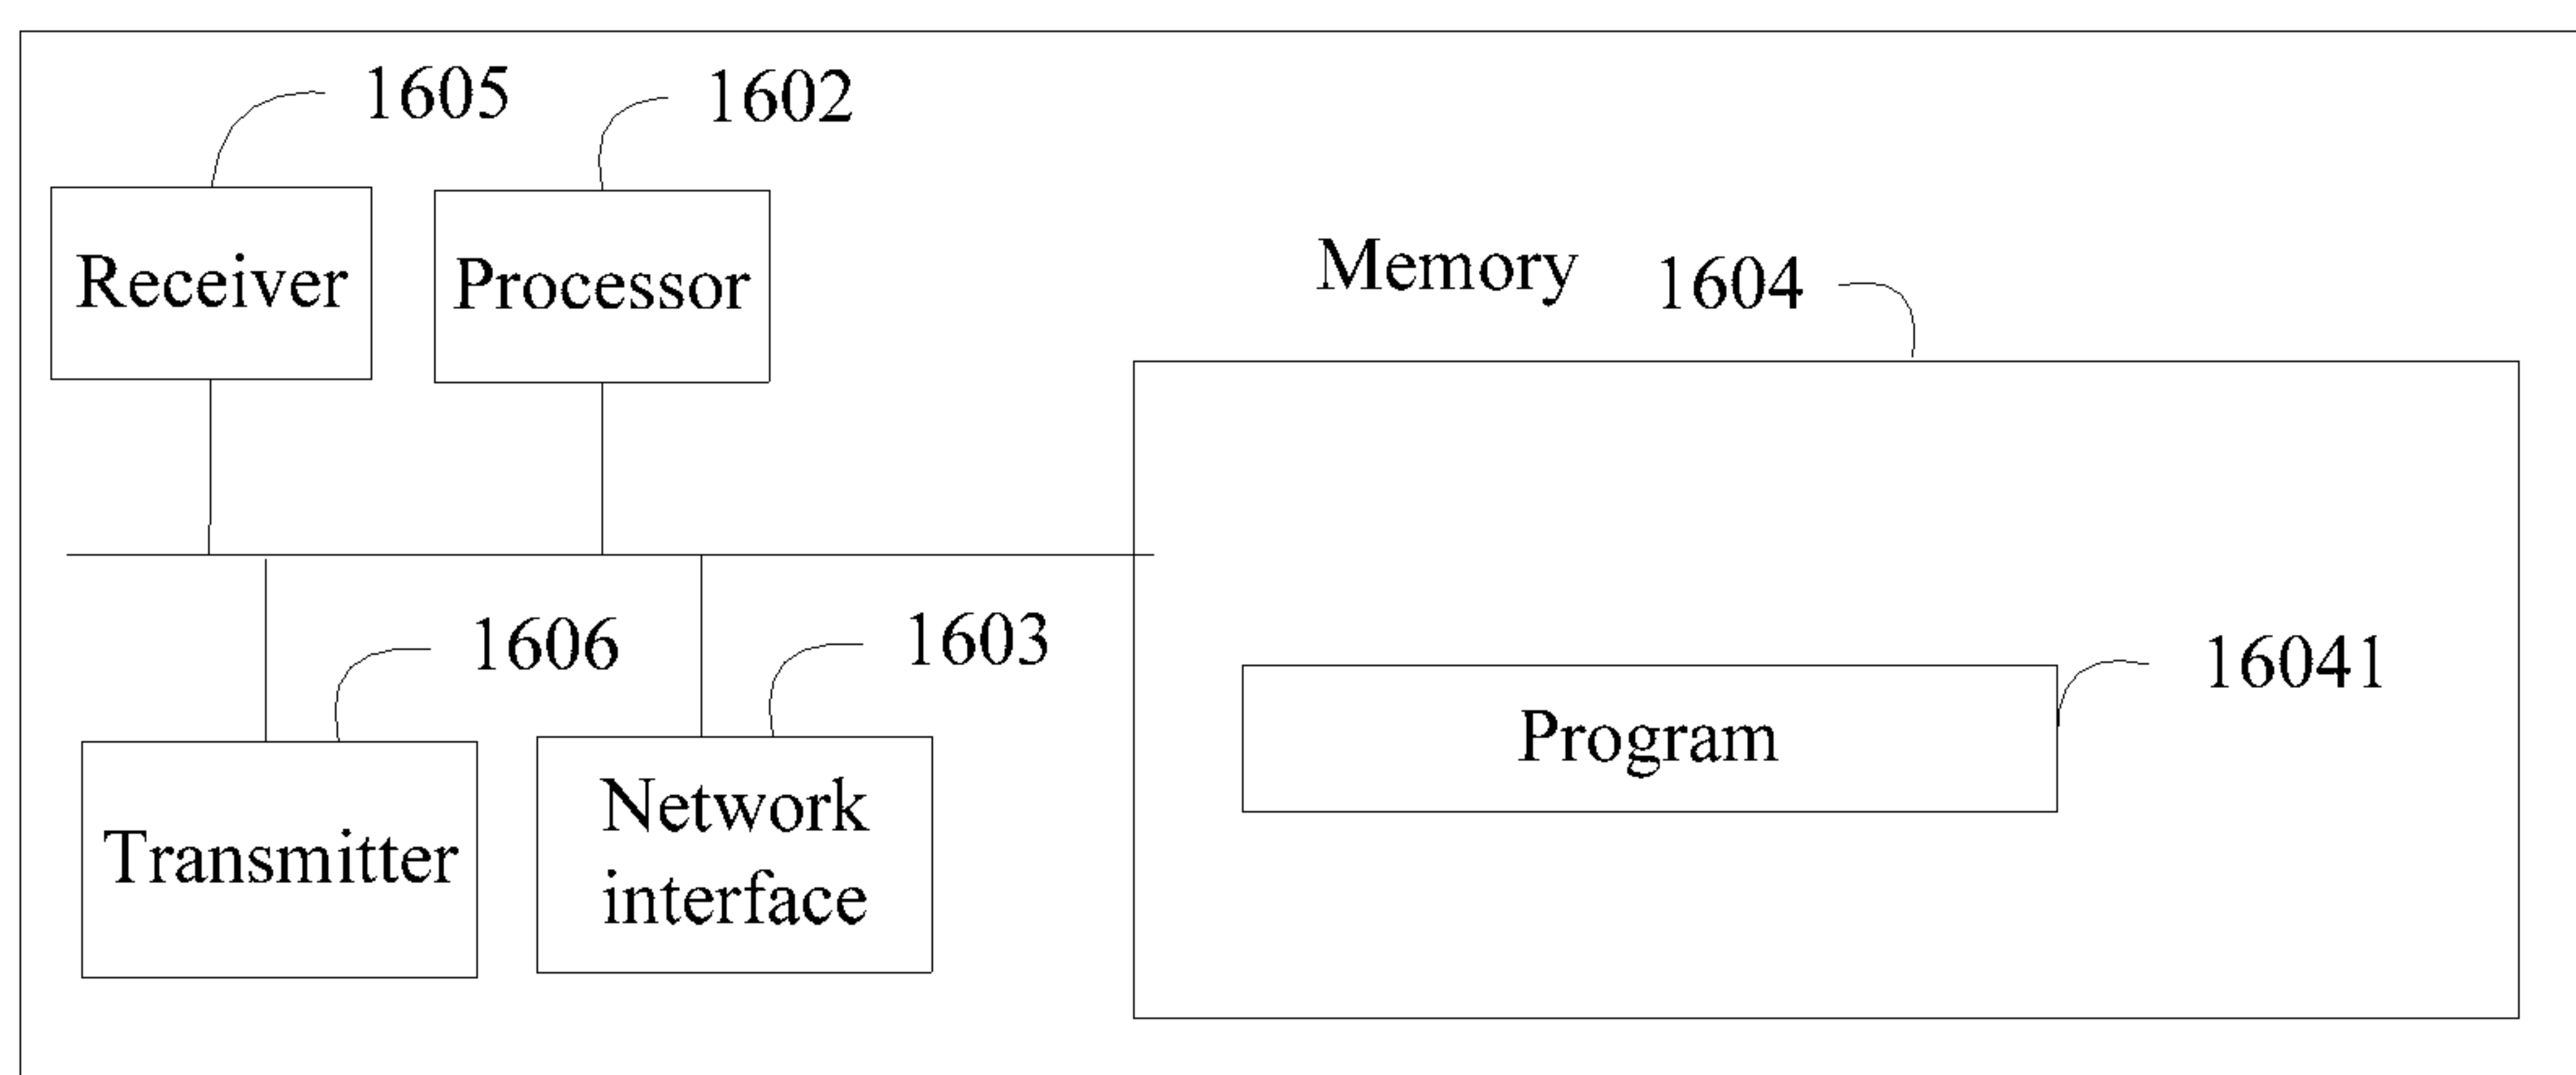 1605
1602
Receiver
Processor
Memory
1604
1606
1603
16041
Transmitter
Network
interface
Program